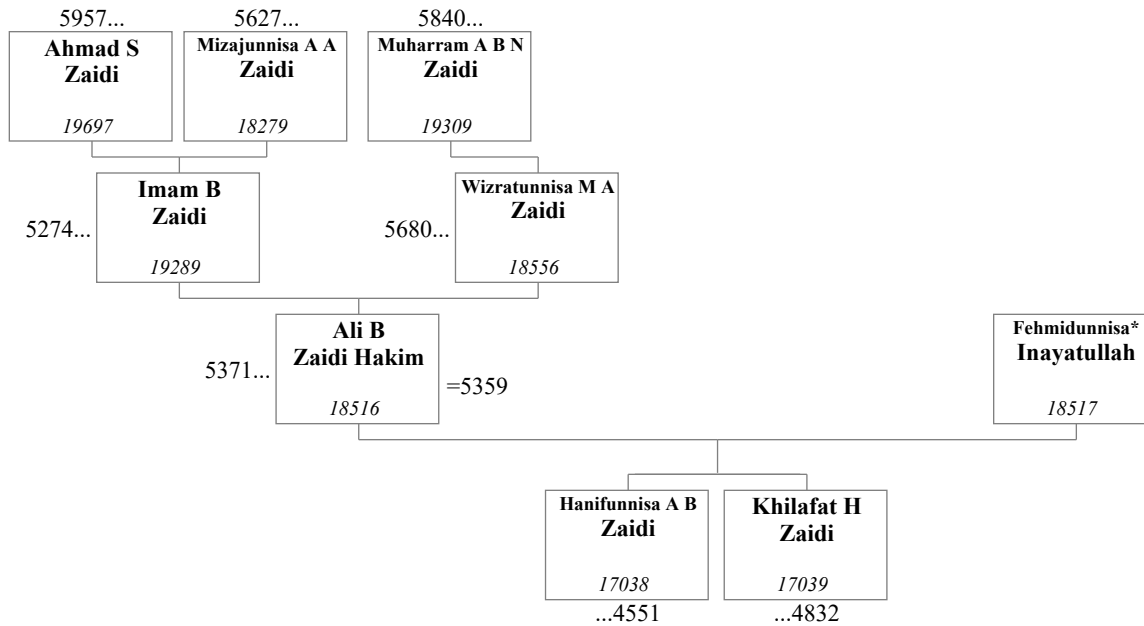 5957...
5627...
5840...
Ahmad S
Zaidi
19697
Mizajunnisa A A
Zaidi
18279
Muharram A B N
Zaidi
19309
5274...
Imam B
Zaidi
19289
5680...
Wizratunnisa M A
Zaidi
18556
5371...
Ali B
Zaidi Hakim
18516
=5359
Fehmidunnisa*
Inayatullah
18517
Hanifunnisa A B
Zaidi
17038
...4551
Khilafat H
Zaidi
17039
...4832